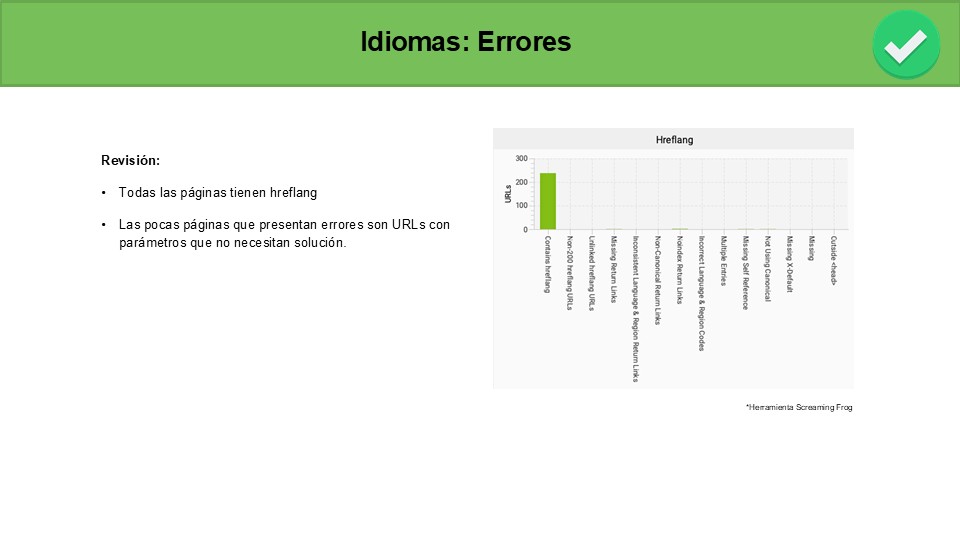 Idiomas: Errores
Revisión:
• Todas las páginas tienen hreflang
• Las pocas páginas que presentan errores son URLs con
parámetros que no necesitan solución.
Hreflang
URLs
300
200
100
0
Contains hreflang
Non-200 hreflang URLs
Unlinked hreflang URLs
Missing Return Links
Inconsistent Language & Region Return Links
Non-Canonical Return Links
Noindex Return Links
Incorrect Language & Region Codes
Multiple Entries
Missing Self Reference
Not Using Canonical
Missing X-Default
Missing
Outside <head>
*Herramienta Screaming Frog